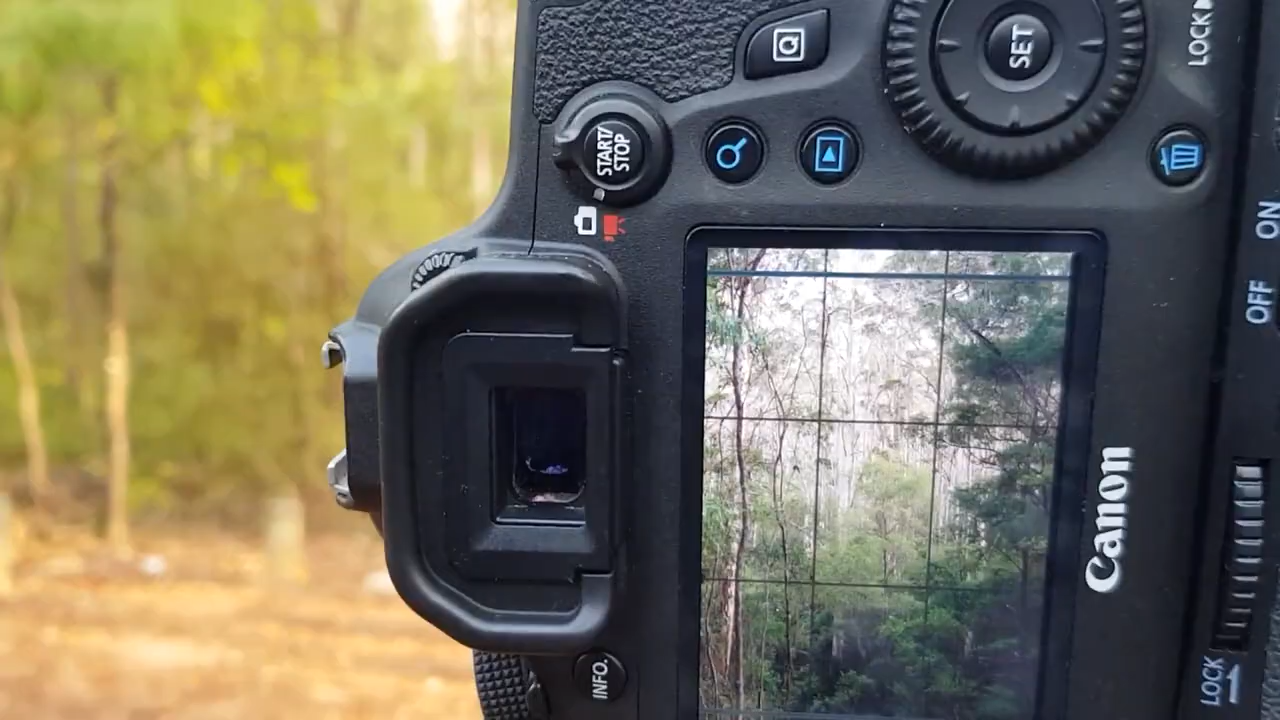 Q
SET
LOCK▶
START/
STOP
ON
OFF
Canon
INFO.
LOCK